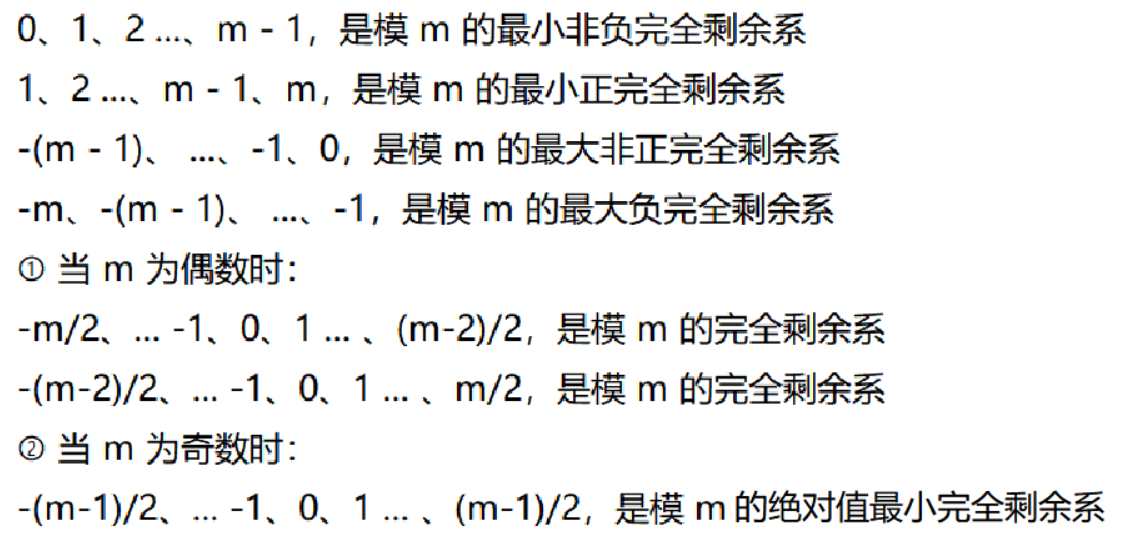 0、1、2 ...、m - 1，是模 m 的最小非负完全剩余系
1、2 ...、m - 1、m，是模 m 的最小正完全剩余系
-(m - 1)、 ...、-1、0，是模 m 的最大非正完全剩余系
-m、-(m - 1)、 ...、-1，是模 m 的最大负完全剩余系
① 当 m 为偶数时：
-m/2、... -1、0、1 ... 、(m-2)/2，是模 m 的完全剩余系
-(m-2)/2、... -1、0、1 ... 、m/2，是模 m 的完全剩余系
② 当 m 为奇数时：
-(m-1)/2、... -1、0、1 ... 、(m-1)/2，是模 m 的绝对值最小完全剩余系